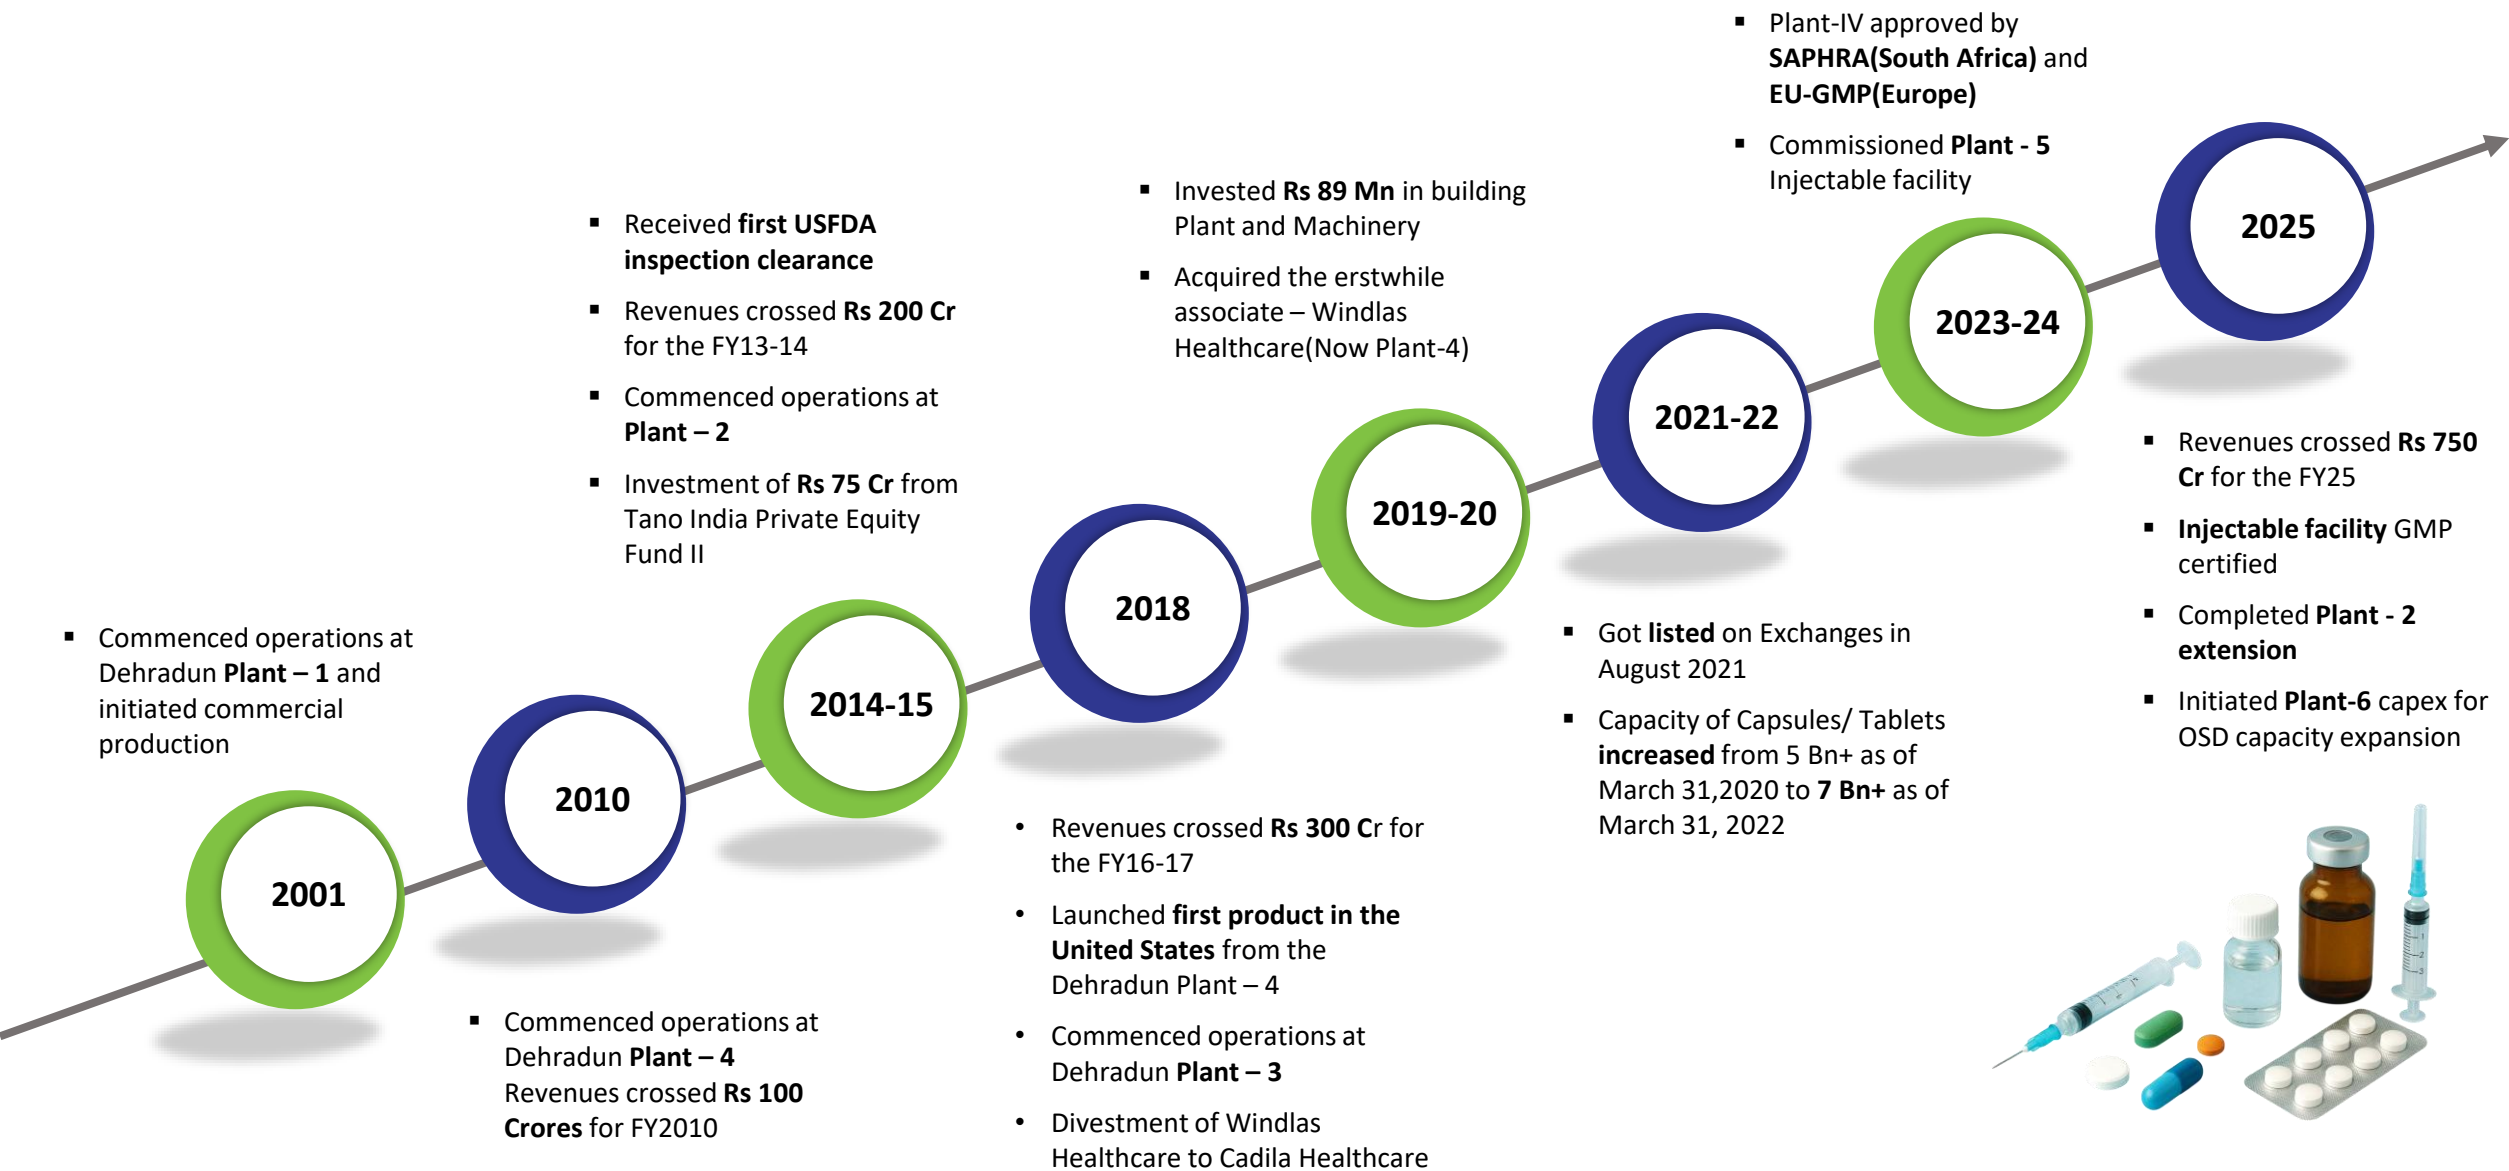 2001
▪ Commenced operations at
Dehradun Plant – 1 and
initiated commercial
production
2010
▪ Commenced operations at
Dehradun Plant – 4
Revenues crossed Rs 100
Crores for FY2010
2014-15
▪ Received first USFDA
inspection clearance
▪ Revenues crossed Rs 200 Cr
for the FY13-14
▪ Commenced operations at
Plant – 2
▪ Investment of Rs 75 Cr from
Tano India Private Equity
Fund II
2018
• Revenues crossed Rs 300 Cr for
the FY16-17
• Launched first product in the
United States from the
Dehradun Plant – 4
• Commenced operations at
Dehradun Plant – 3
• Divestment of Windlas
Healthcare to Cadila Healthcare
2019-20
▪ Invested Rs 89 Mn in building
Plant and Machinery
▪ Acquired the erstwhile
associate – Windlas
Healthcare(Now Plant-4)
2021-22
▪ Got listed on Exchanges in
August 2021
▪ Capacity of Capsules/ Tablets
increased from 5 Bn+ as of
March 31,2020 to 7 Bn+ as of
March 31, 2022
2023-24
▪ Plant-IV approved by
SAPHRA(South Africa) and
EU-GMP(Europe)
▪ Commissioned Plant - 5
Injectable facility
2025
▪ Revenues crossed Rs 750
Cr for the FY25
▪ Injectable facility GMP
certified
▪ Completed Plant - 2
extension
▪ Initiated Plant-6 capex for
OSD capacity expansion
1
2
3